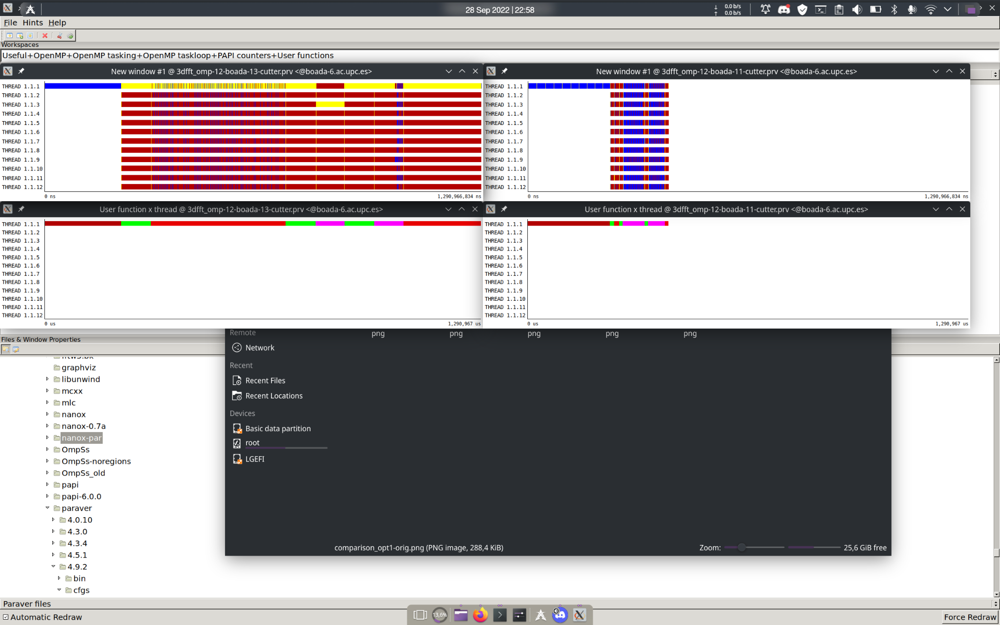 28 Sep 2022 | 22:58
0.0 b/s
0.0 b/s
File Hints Help
Workspaces
Useful+OpenMP+OpenMP tasking+OpenMP taskloop+PAPI counters+User functions
New window #1 @ 3dfft_omp-12-boada-13-cutter.prv <@boada-6.ac.upc.es>
THREAD 1.1.1
THREAD 1.1.2
THREAD 1.1.3
THREAD 1.1.4
THREAD 1.1.5
THREAD 1.1.6
THREAD 1.1.7
THREAD 1.1.8
THREAD 1.1.9
THREAD 1.1.10
THREAD 1.1.11
THREAD 1.1.12
0 ns 1,290,966,834 ns
New window #1 @ 3dfft_omp-12-boada-11-cutter.prv <@boada-6.ac.upc.es>
THREAD 1.1.1
THREAD 1.1.2
THREAD 1.1.3
THREAD 1.1.4
THREAD 1.1.5
THREAD 1.1.6
THREAD 1.1.7
THREAD 1.1.8
THREAD 1.1.9
THREAD 1.1.10
THREAD 1.1.11
THREAD 1.1.12
0 ns 1,290,966,834 ns
User function x thread @ 3dfft_omp-12-boada-13-cutter.prv <@boada-6.ac.upc.es>
THREAD 1.1.1
THREAD 1.1.2
THREAD 1.1.3
THREAD 1.1.4
THREAD 1.1.5
THREAD 1.1.6
THREAD 1.1.7
THREAD 1.1.8
THREAD 1.1.9
THREAD 1.1.10
THREAD 1.1.11
THREAD 1.1.12
0 us 1,290,967 us
User function x thread @ 3dfft_omp-12-boada-11-cutter.prv <@boada-6.ac.upc.es>
THREAD 1.1.1
THREAD 1.1.2
THREAD 1.1.3
THREAD 1.1.4
THREAD 1.1.5
THREAD 1.1.6
THREAD 1.1.7
THREAD 1.1.8
THREAD 1.1.9
THREAD 1.1.10
THREAD 1.1.11
THREAD 1.1.12
0 us 1,290,967 us
Files & Window Properties
graphviz
libunwind
mcxx
mlc
nanox
nanox-0.7a
nanox-par
OmpSs
OmpSs-noregions
OmpSs_old
papi
papi-6.0.0
paraver
4.0.10
4.3.0
4.3.4
4.5.1
4.9.2
bin
cfgs
Remote
Network
Recent
Recent Files
Recent Locations
Devices
Basic data partition
root
LGEFI
png png png png png
comparison_opt1-orig.png (PNG image, 288,4 KiB)
Zoom: 25,6 GiB free
Paraver files
Automatic Redraw
13,6%
Force Redraw